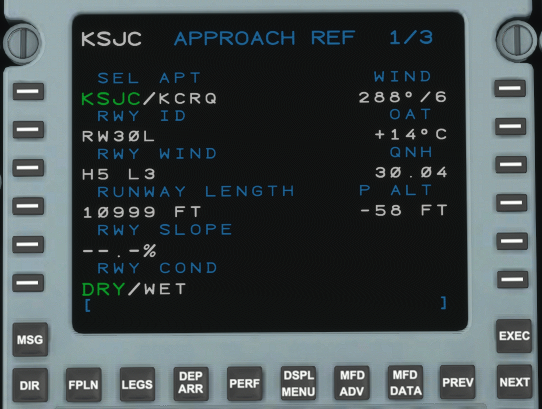 KSJC APPROACH REF 1/3
SEL APT WIND
KSJC/KCRQ 288°/6
RWY ID OAT
RW30L +14°C
RWY WIND QNH
H5 L3 30.04
RUNWAY LENGTH P ALT
10999 FT -58 FT
RWY SLOPE
--.-%
RWY COND
DRY/WET
[ ]
MSG EXEC
DIR FPLN LEGS DEP ARR PERF DSPL MENU MFD ADV MFD DATA PREV NEXT